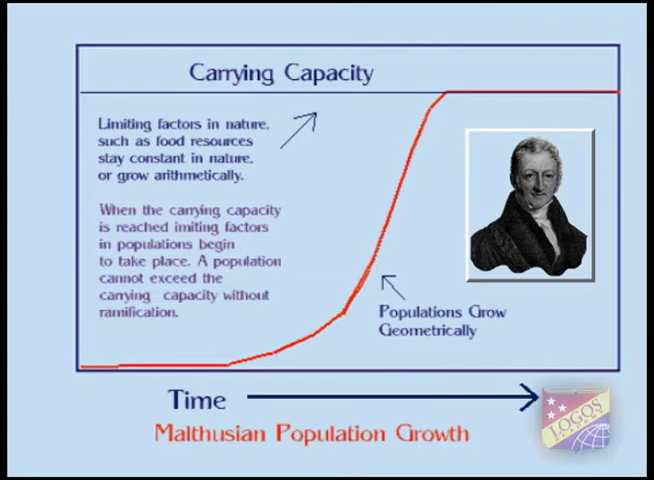 Carrying Capacity
Limiting factors in nature,
such as food resources
stay constant in nature,
or grow arithmetically.
When the carrying capacity
is reached imiting factors
in populations begin
to take place. A population
cannot exceed the
carrying capacity without
ramification.
Populations Grow
Geometrically
Time
Malthusian Population Growth
LOGOS